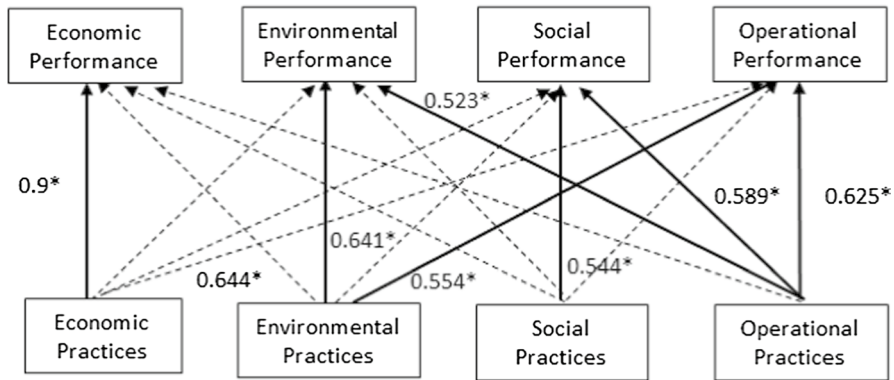 Economic
Performance
Environmental
Performance
Social
Performance
Operational
Performance
0.523*
0.9*
0.589*
0.625*
0.641*
0.644*
0.554*
0.544*
Economic
Practices
Environmental
Practices
Social
Practices
Operational
Practices